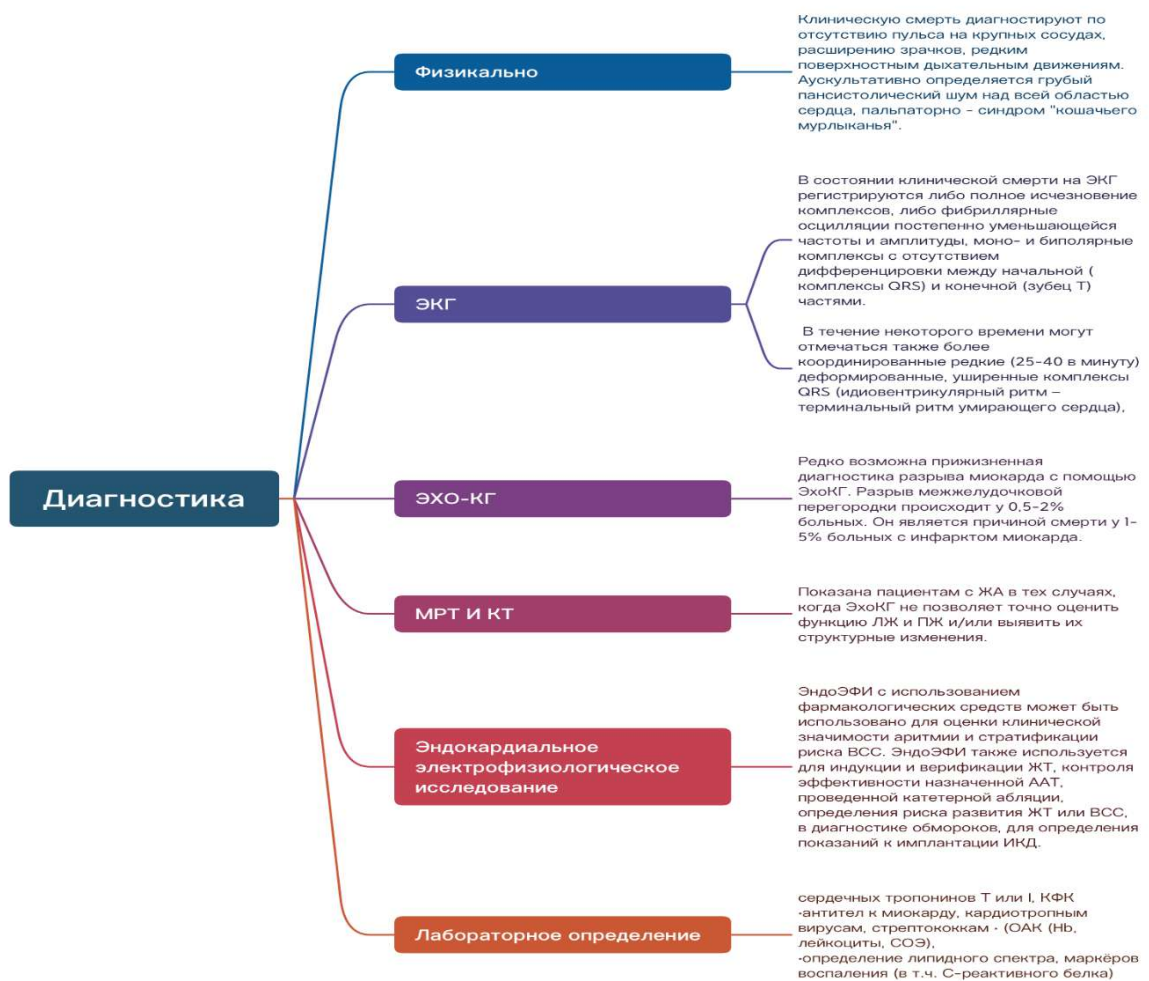 Диагностика
Физикально
Клиническую смерть диагностируют по
отсутствию пульса на крупных сосудах,
расширению зрачков, редким
поверхностным дыхательным движениям.
Аускультативно определяется грубый
пансистолический шум над всей областью
сердца, пальпаторно - синдром "кошачьего
мурлыканья".
ЭКГ
В состоянии клинической смерти на ЭКГ
регистрируются либо полное исчезновение
комплексов, либо фибриллярные
осцилляции постепенно уменьшающейся
частоты и амплитуды, моно- и биполярные
комплексы с отсутствием
дифференцировки между начальной (
комплексы QRS) и конечной (зубец Т)
частями.
В течение некоторого времени могут
отмечаться также более
координированные редкие (25-40 в минуту)
деформированные, уширенные комплексы
QRS (идиовентрикулярный ритм –
терминальный ритм умирающего сердца),
ЭХО-КГ
Редко возможна прижизненная
диагностика разрыва миокарда с помощью
ЭхоКГ. Разрыв межжелудочковой
перегородки происходит у 0,5-2%
больных. Он является причиной смерти у 1-
5% больных с инфарктом миокарда.
МРТ И КТ
Показана пациентам с ЖА в тех случаях,
когда ЭхоКГ не позволяет точно оценить
функцию ЛЖ и ПЖ и/или выявить их
структурные изменения.
Эндокардиальное
электрофизиологическое
исследование
ЭндоЭФИ с использованием
фармакологических средств может быть
использовано для оценки клинической
значимости аритмии и стратификации
риска ВСС. ЭндоЭФИ также используется
для индукции и верификации ЖТ, контроля
эффективности назначенной ААТ,
проведенной катетерной абляции,
определения риска развития ЖТ или ВСС,
в диагностике обмороков, для определения
показаний к имплантации ИКД.
Лабораторное определение
сердечных тропонинов Т или I, КФК
•антител к миокарду, кардиотропным
вирусам, стрептококкам • (ОАК (Hb,
лейкоциты, СОЭ),
•определение липидного спектра, маркёров
воспаления (в т.ч. С-реактивного белка)